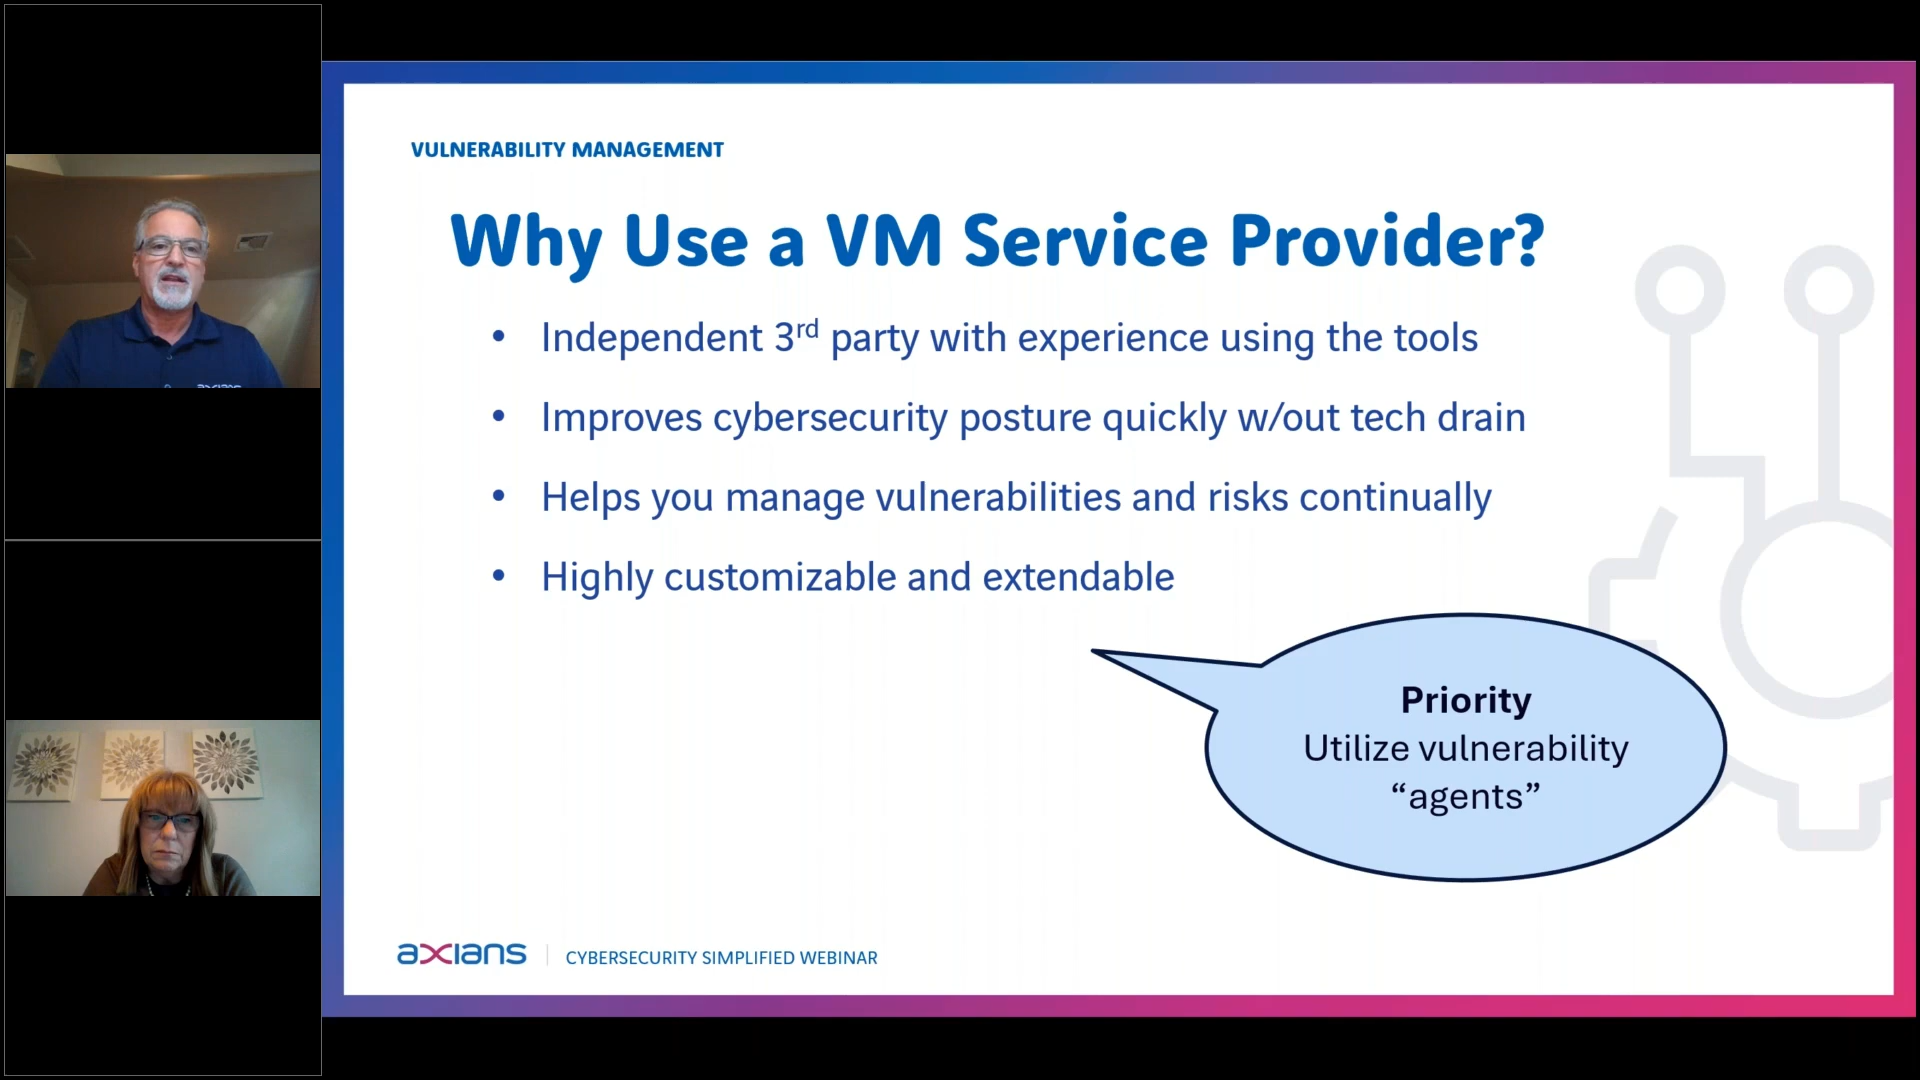 VULNERABILITY MANAGEMENT
Why Use a VM Service Provider?
• Independent 3rd party with experience using the tools
• Improves cybersecurity posture quickly w/out tech drain
• Helps you manage vulnerabilities and risks continually
• Highly customizable and extendable
Priority
Utilize vulnerability
“agents”
axians
CYBERSECURITY SIMPLIFIED WEBINAR
axians